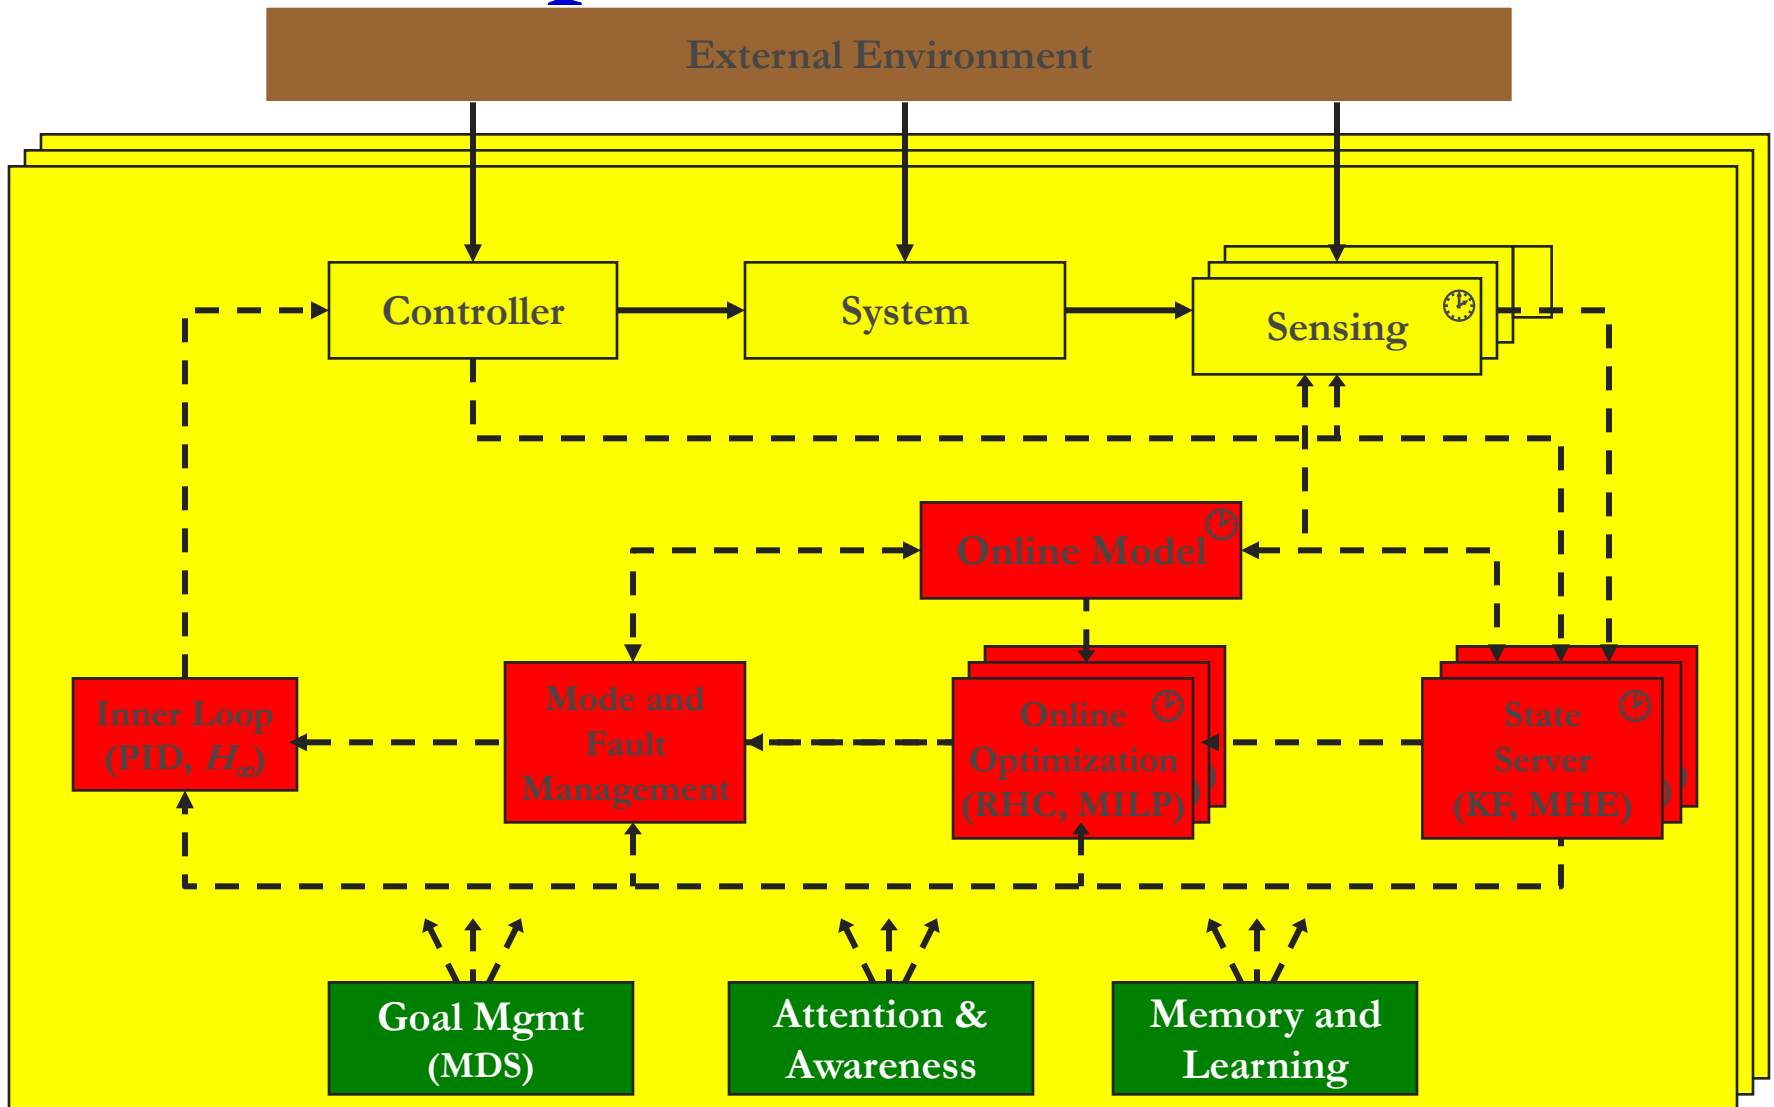 External Environment
Controller
System
Sensing
Online Model
Inner Loop
(PID, H∞)
Mode and
Fault
Management
Online
Optimization
(RHC, MILP)
State
Server
(KF, MHE)
Goal Mgmt
(MDS)
Attention &
Awareness
Memory and
Learning